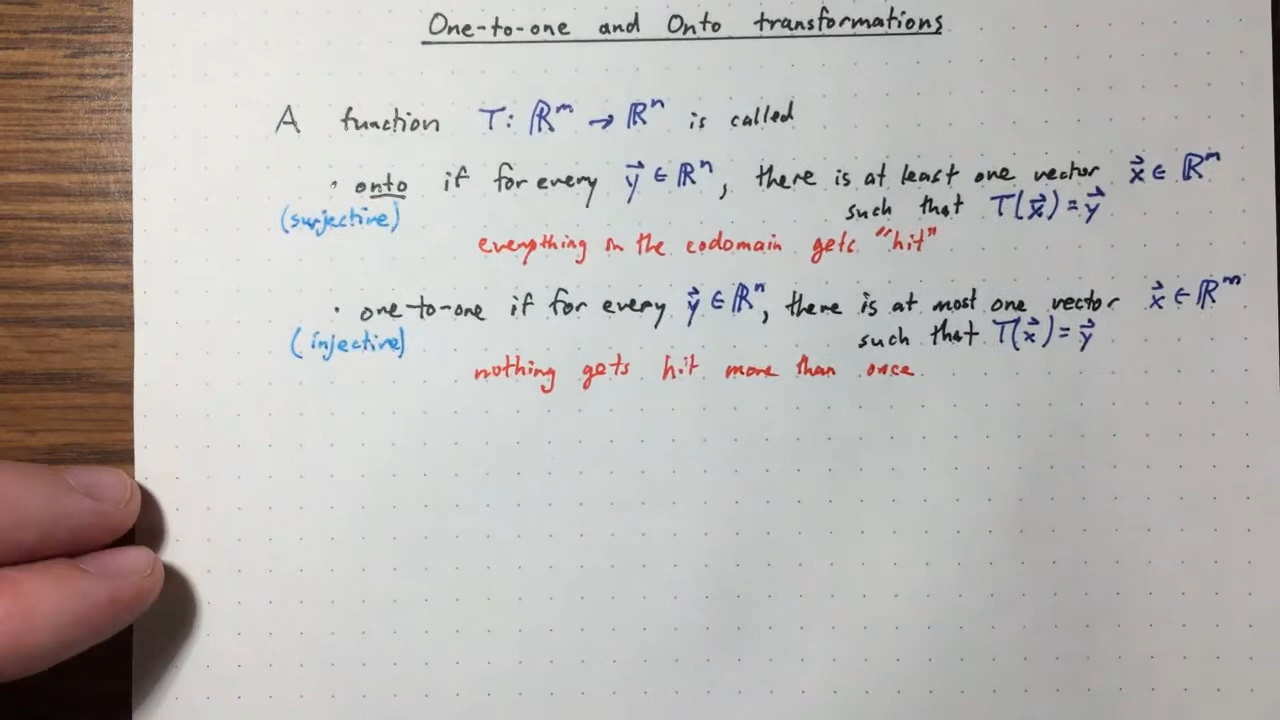 One-to-one and Onto transformations
A function T: ℝᵐ → ℝⁿ is called
• onto if for every y⃗ ∈ ℝⁿ, there is at least one vector x⃗ ∈ ℝᵐ
(surjective) such that T(x⃗) = y⃗
everything in the codomain gets "hit"
• one-to-one if for every y⃗ ∈ ℝⁿ, there is at most one vector x⃗ ∈ ℝᵐ
(injective) such that T(x⃗) = y⃗
nothing gets hit more than once.